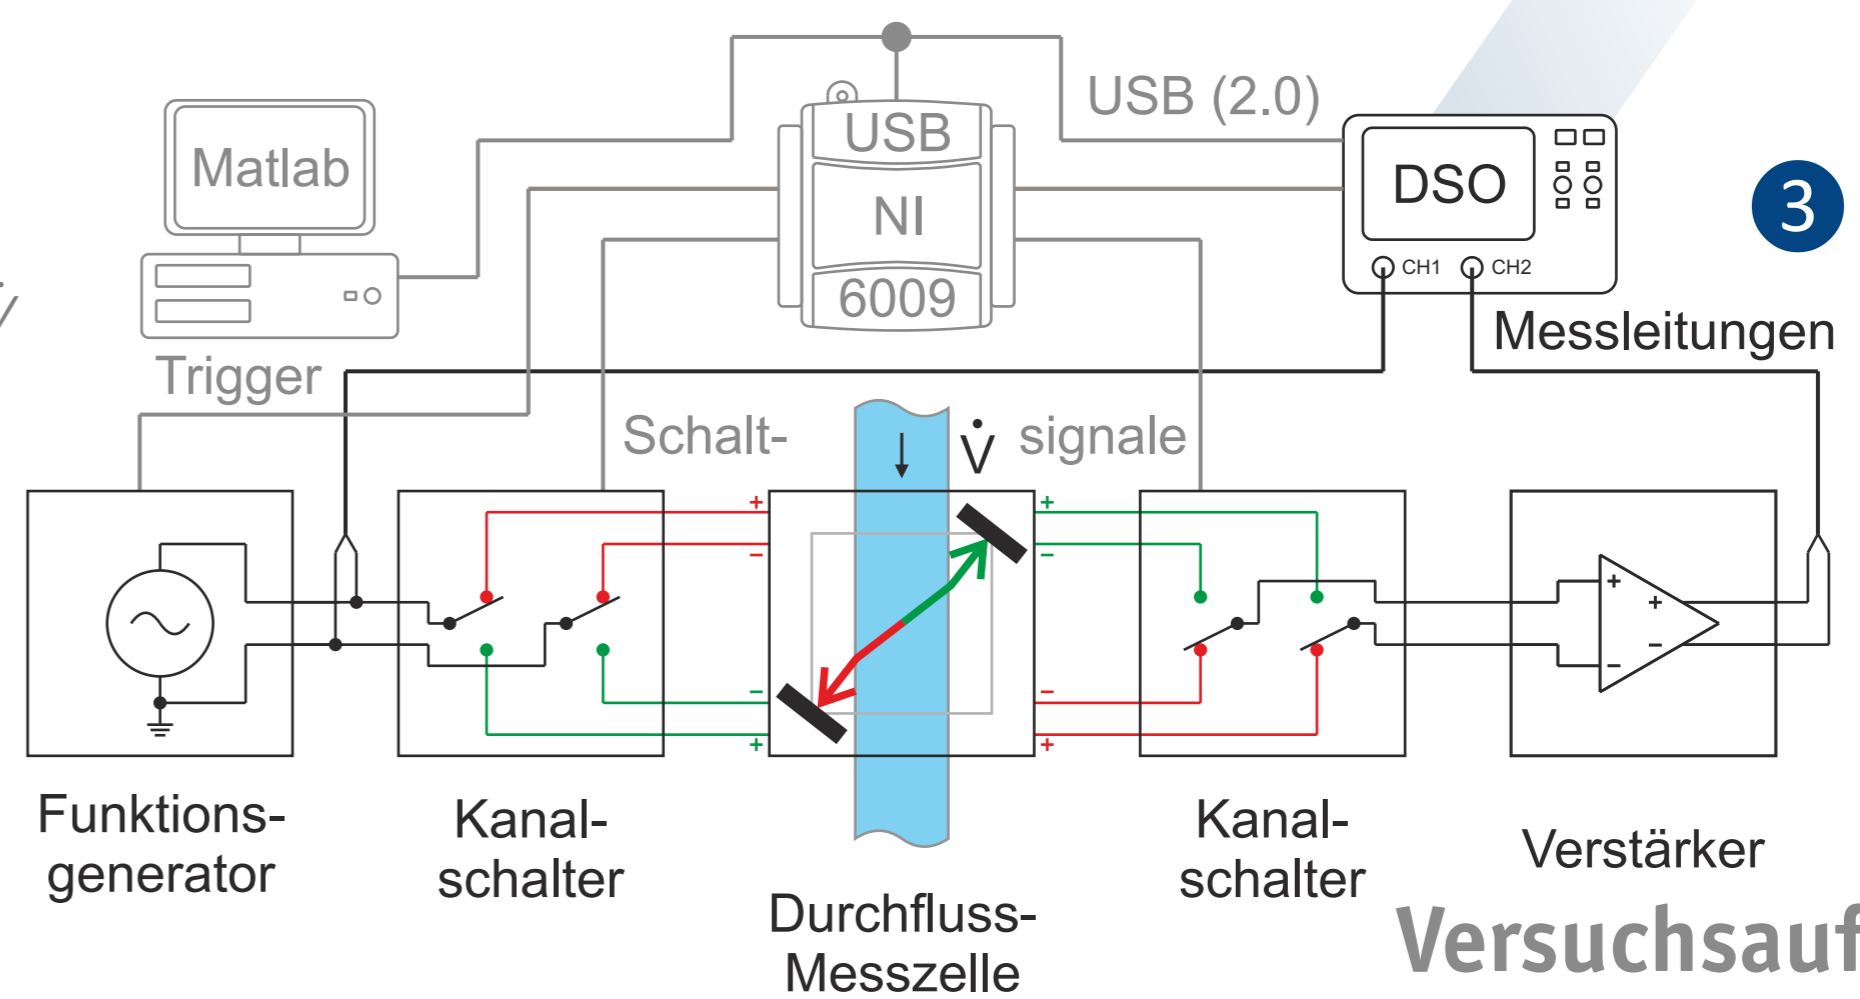 USB (2.0)
Matlab
USB
NI
6009
DSO
3
CH1 CH2
V̇
Messleitungen
Trigger
Schalt-
V̇
signale
+
−
+
−
−
+
−
+
+
−
+
−
Funktions-
generator
Kanal-
schalter
Durchfluss-
Messzelle
Kanal-
schalter
Verstärker
Versuchsauf